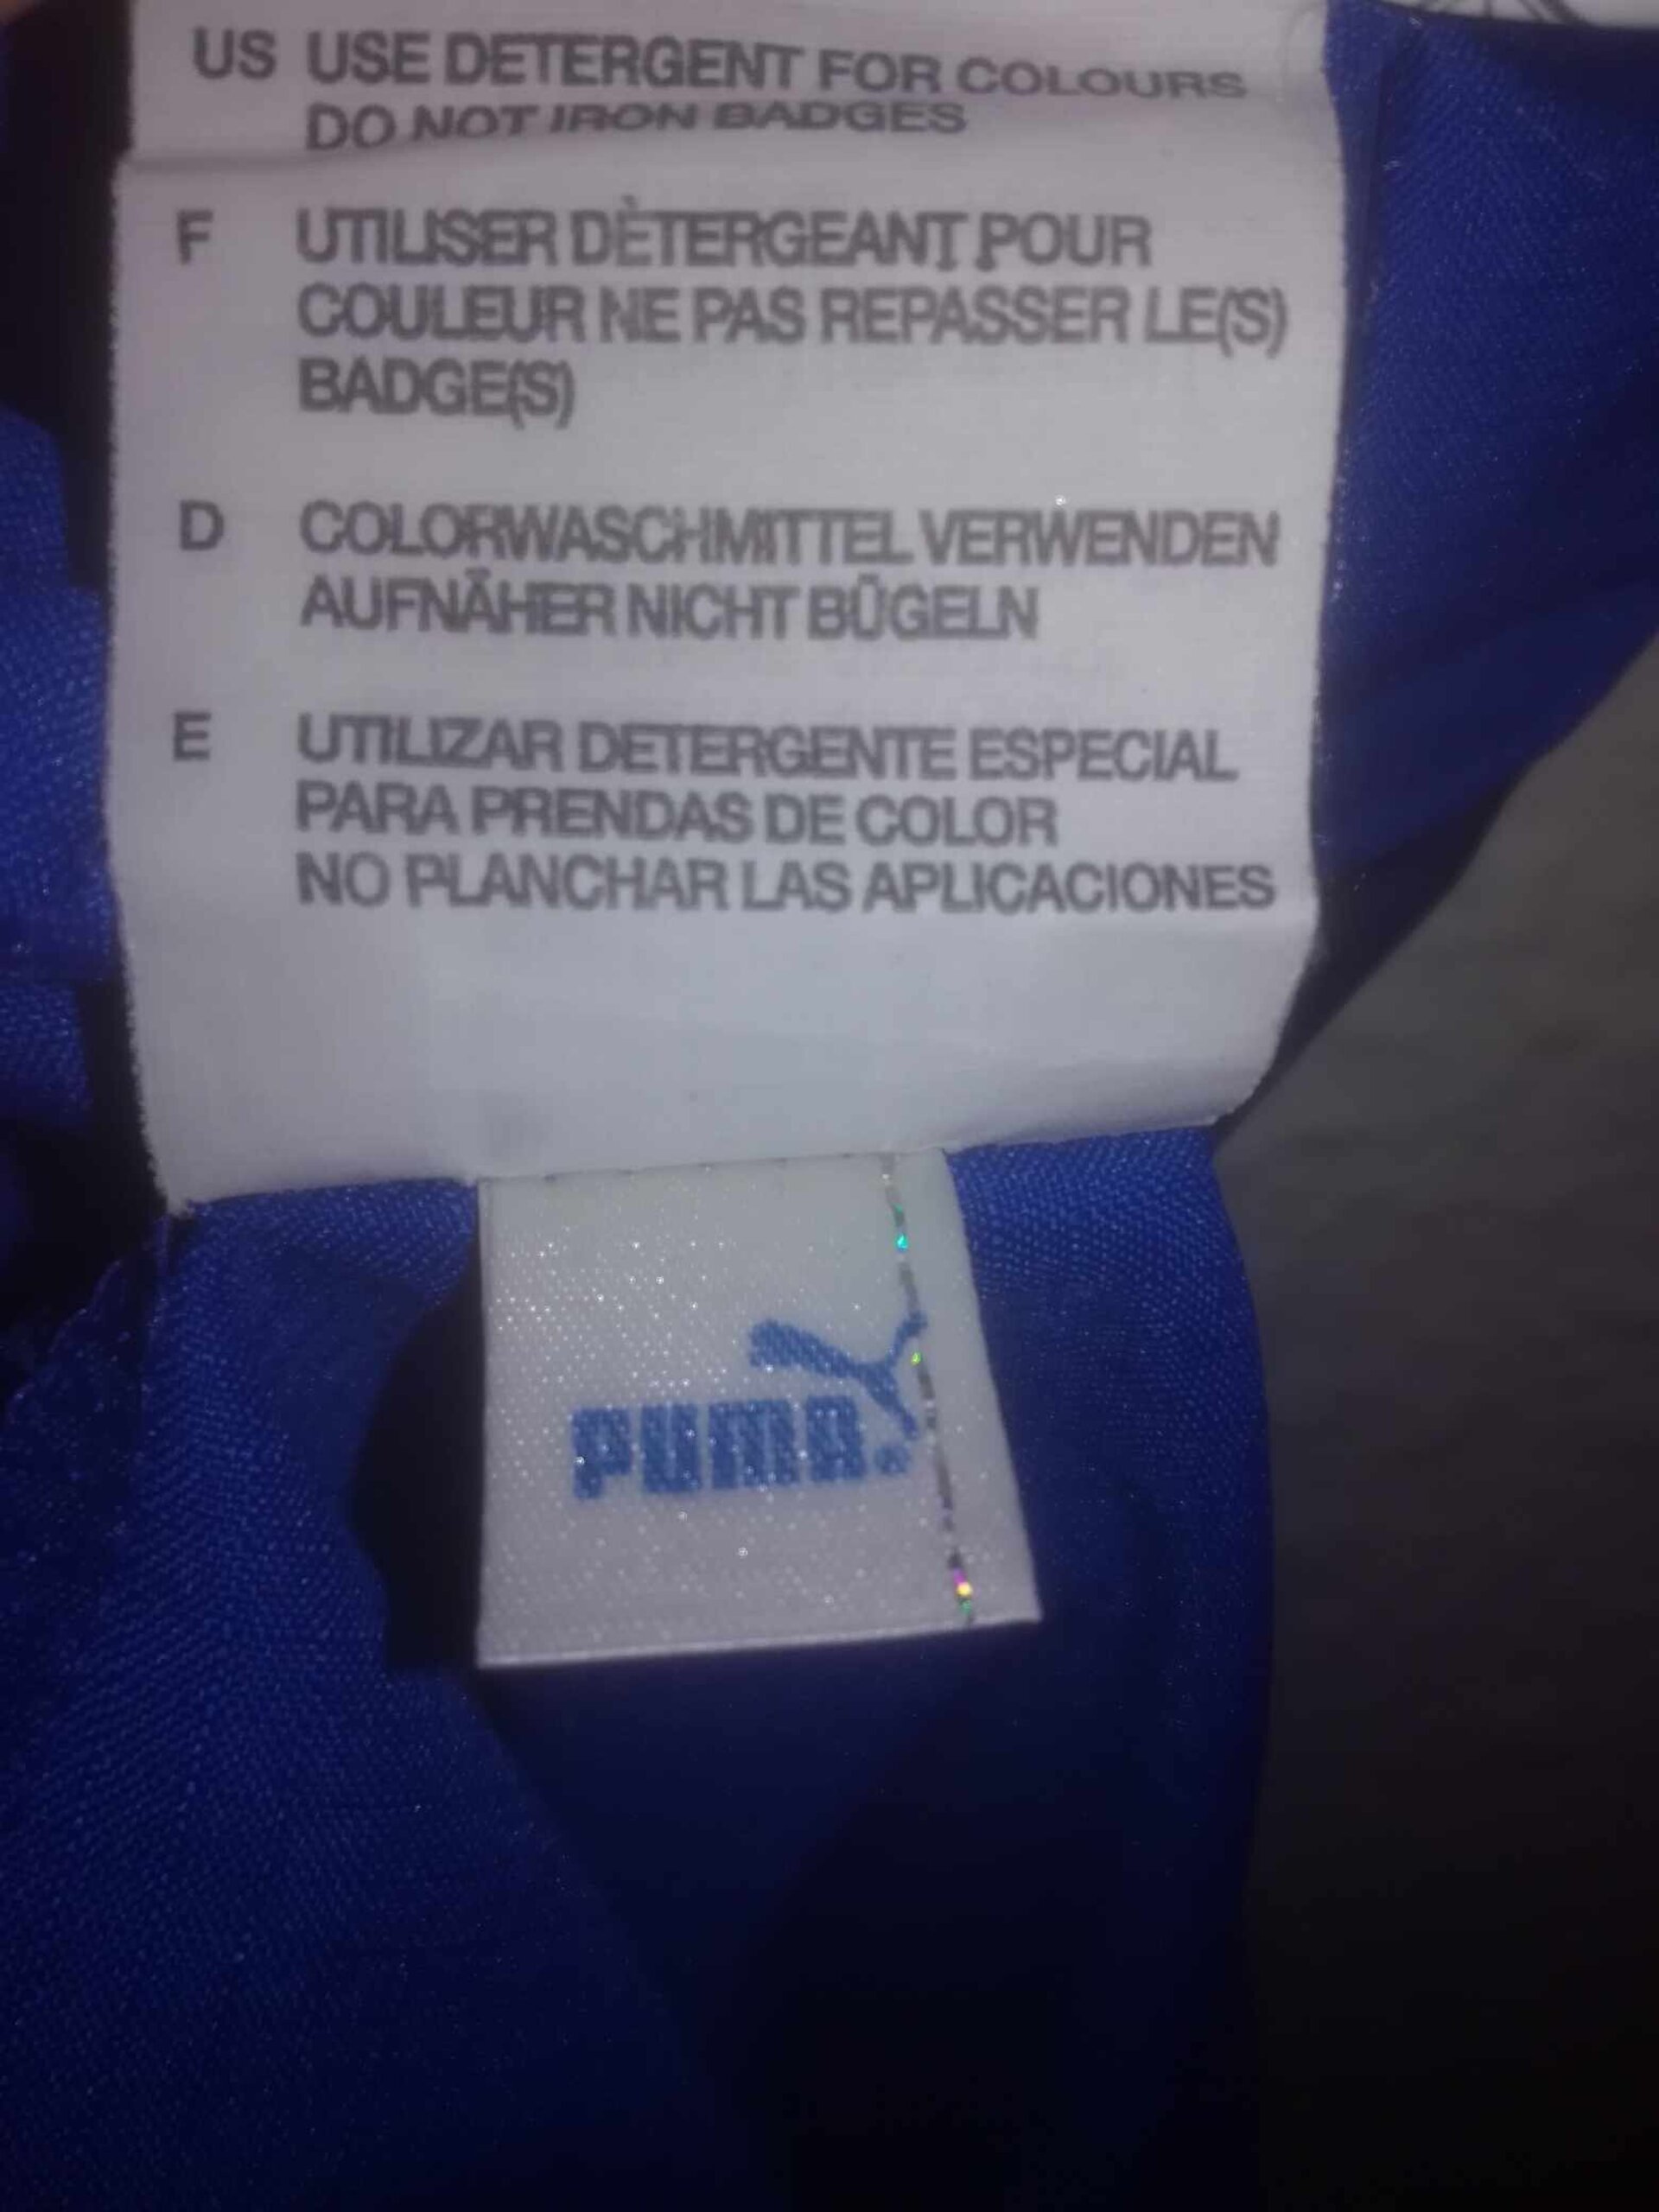 US USE DETERGENT FOR COLOURS
DO NOT IRON BADGES
F UTILISER DÈTERGEANT POUR
COULEUR NE PAS REPASSER LE(S)
BADGE(S)
D COLORWASCHMITTEL VERWENDEN
AUFNÄHER NICHT BÜGELN
E UTILIZAR DETERGENTE ESPECIAL
PARA PRENDAS DE COLOR
NO PLANCHAR LAS APLICACIONES
PUMA